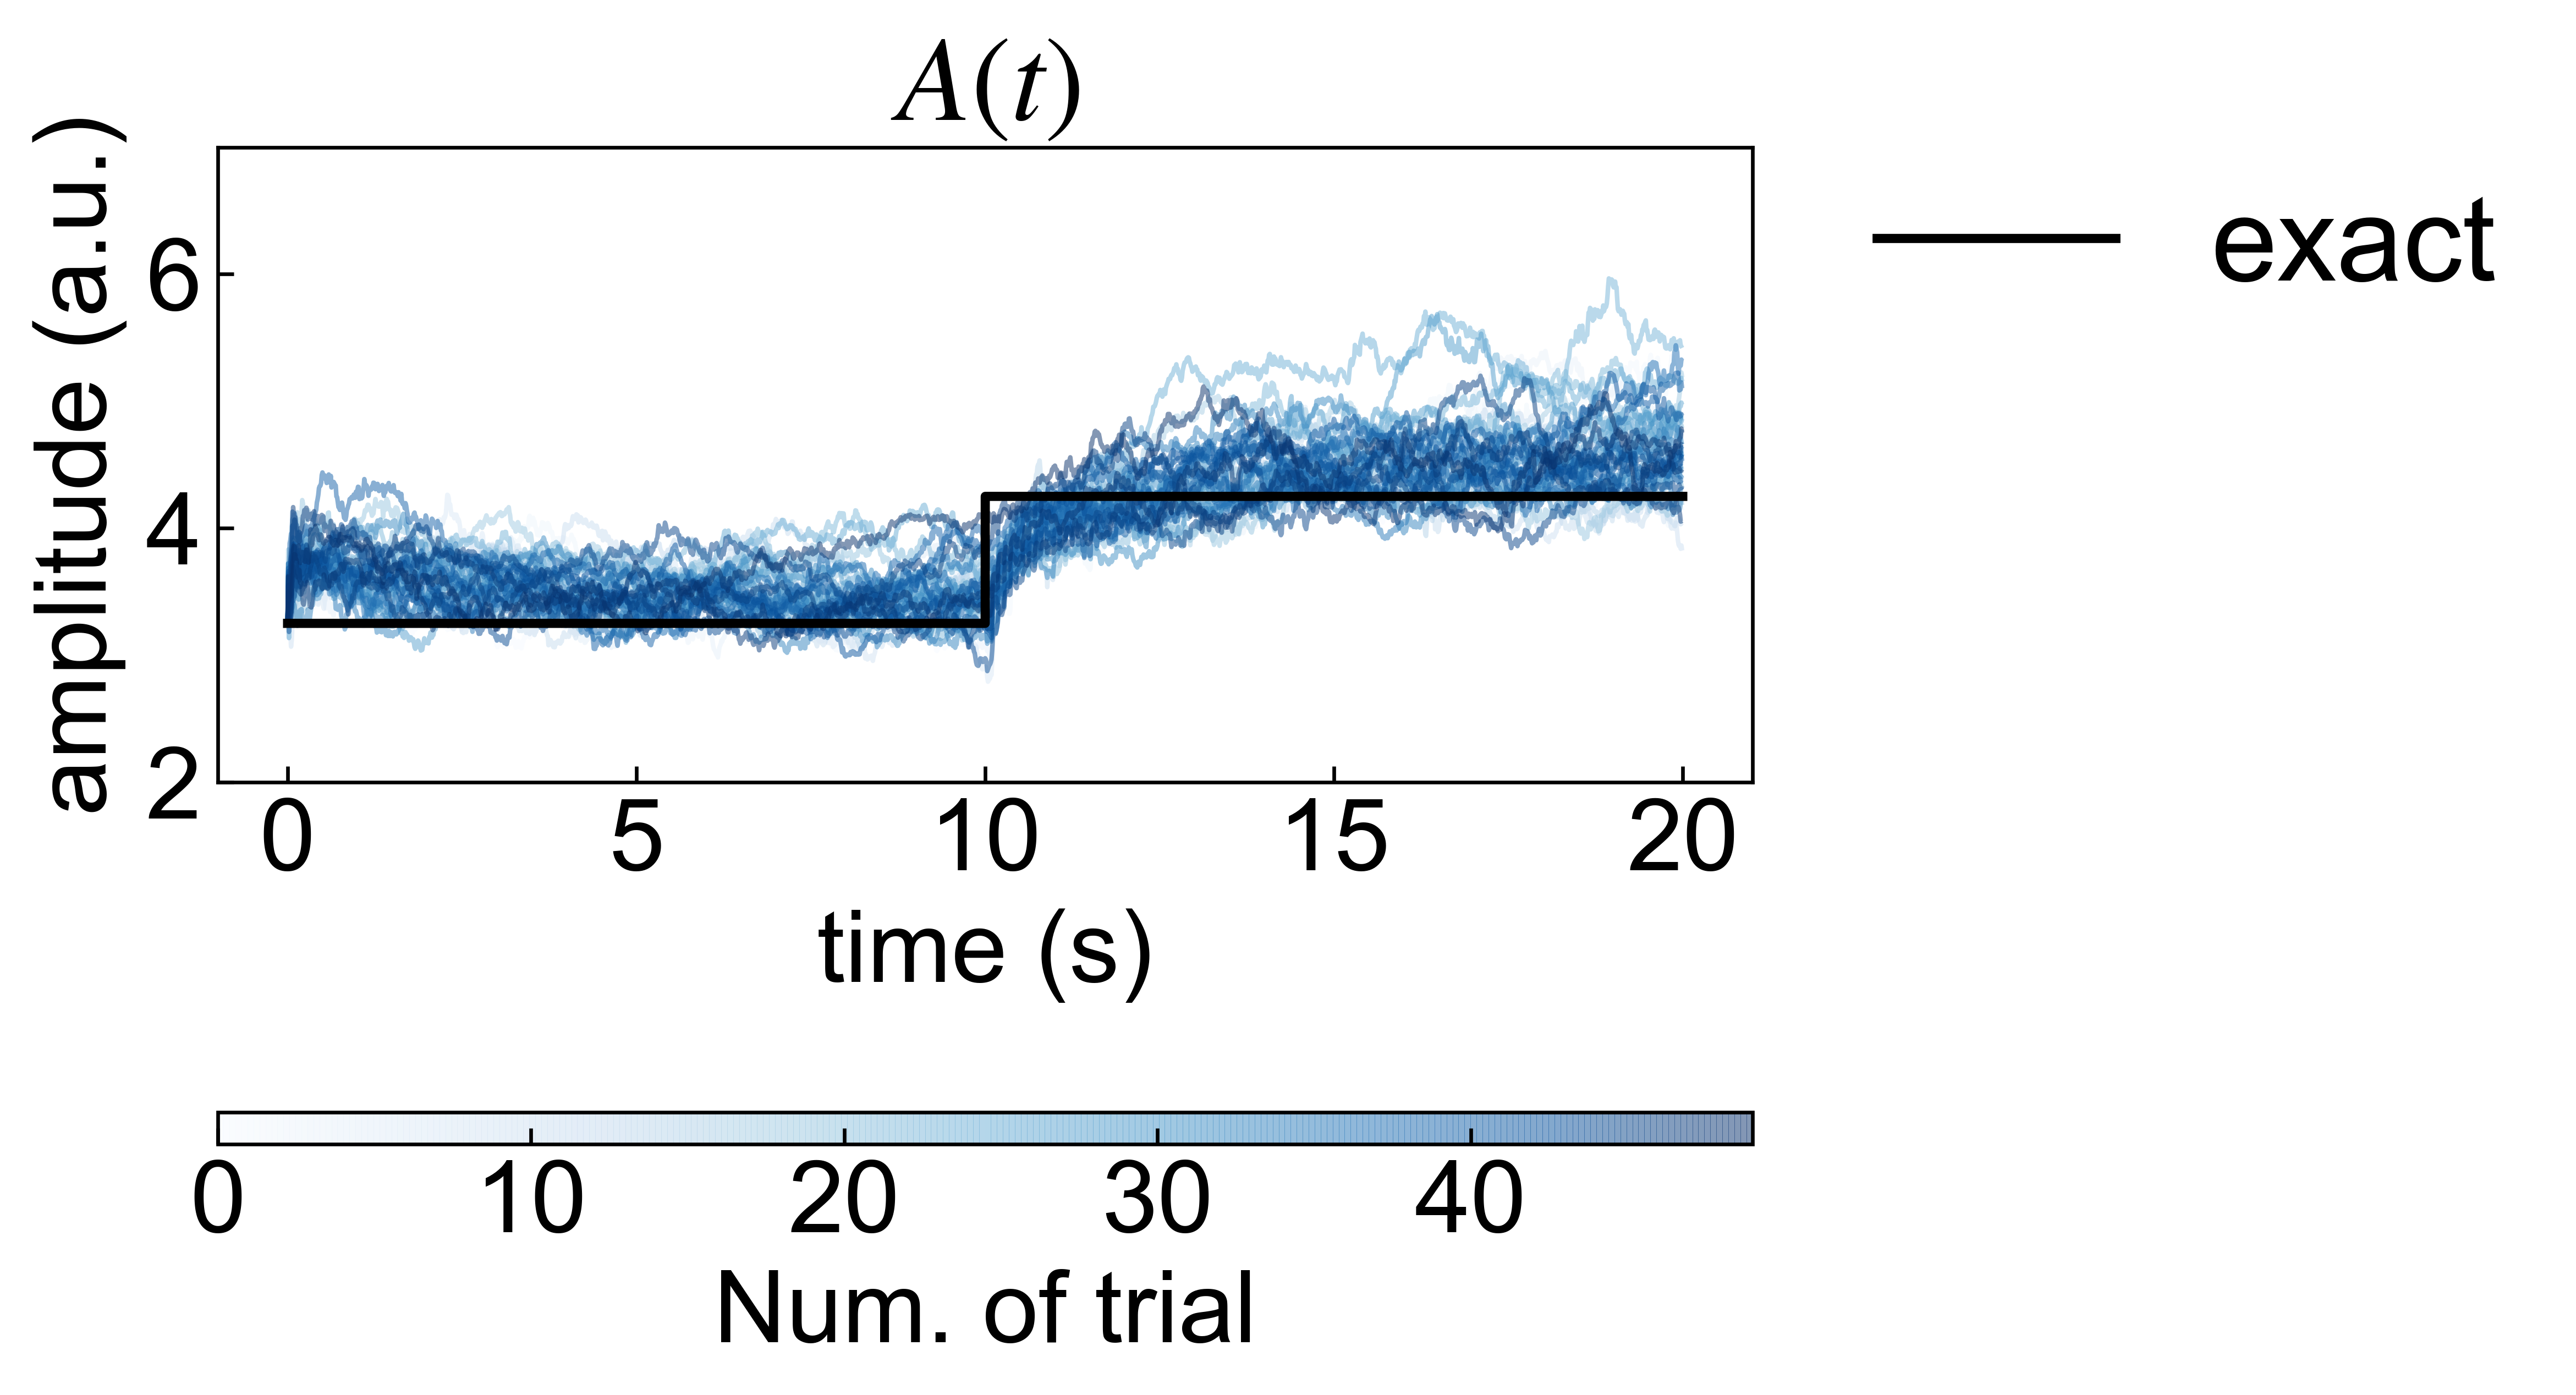 A(t)
exact
amplitude (a.u.)
6
4
2
0 5 10 15 20
time (s)
0 10 20 30 40
Num. of trial